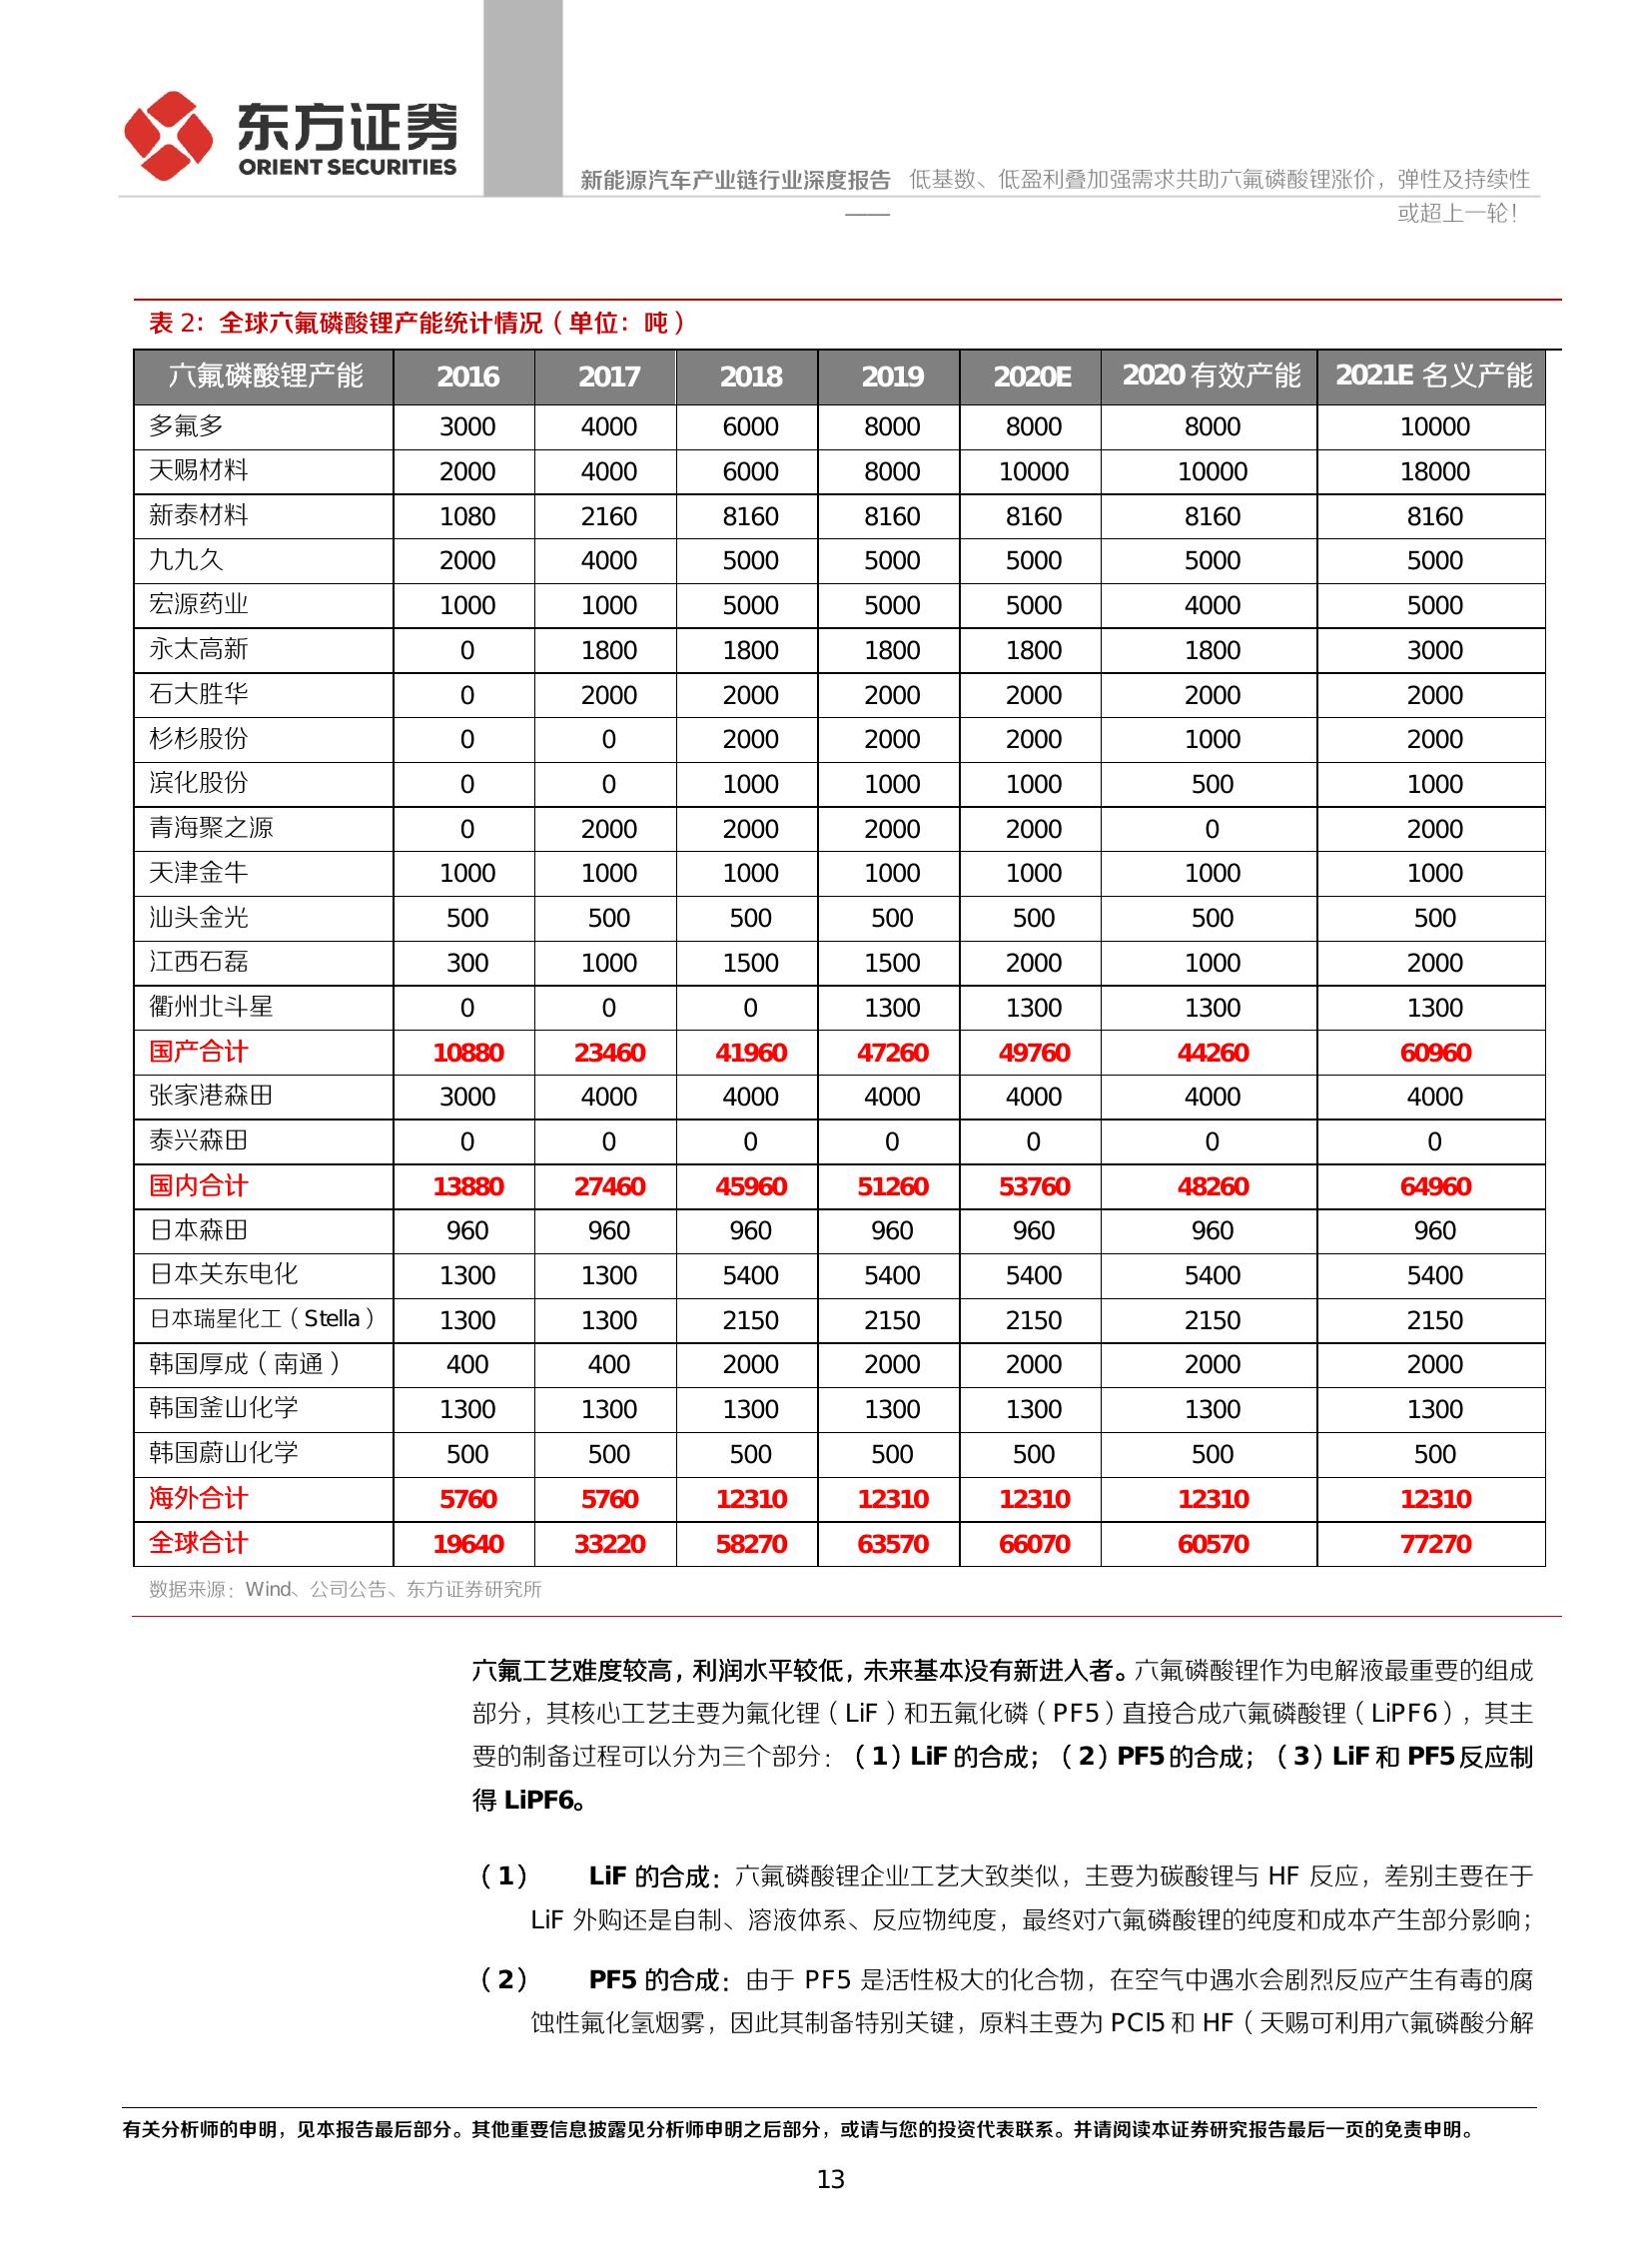 东方证券
ORIENT SECURITIES
新能源汽车产业链行业深度报告 低基数、低盈利叠加强需求共助六氟磷酸锂涨价，弹性及持续性
—— 或超上一轮！
表 2：全球六氟磷酸锂产能统计情况（单位：吨）
六氟磷酸锂产能 2016 2017 2018 2019 2020E 2020 有效产能 2021E 名义产能
多氟多 3000 4000 6000 8000 8000 8000 10000
天赐材料 2000 4000 6000 8000 10000 10000 18000
新泰材料 1080 2160 8160 8160 8160 8160 8160
九九久 2000 4000 5000 5000 5000 5000 5000
宏源药业 1000 1000 5000 5000 5000 4000 5000
永太高新 0 1800 1800 1800 1800 1800 3000
石大胜华 0 2000 2000 2000 2000 2000 2000
杉杉股份 0 0 2000 2000 2000 1000 2000
滨化股份 0 0 1000 1000 1000 500 1000
青海聚之源 0 2000 2000 2000 2000 0 2000
天津金牛 1000 1000 1000 1000 1000 1000 1000
汕头金光 500 500 500 500 500 500 500
江西石磊 300 1000 1500 1500 2000 1000 2000
衢州北斗星 0 0 0 1300 1300 1300 1300
国产合计 10880 23460 41960 47260 49760 44260 60960
张家港森田 3000 4000 4000 4000 4000 4000 4000
泰兴森田 0 0 0 0 0 0 0
国内合计 13880 27460 45960 51260 53760 48260 64960
日本森田 960 960 960 960 960 960 960
日本关东电化 1300 1300 5400 5400 5400 5400 5400
日本瑞星化工（Stella） 1300 1300 2150 2150 2150 2150 2150
韩国厚成（南通） 400 400 2000 2000 2000 2000 2000
韩国釜山化学 1300 1300 1300 1300 1300 1300 1300
韩国蔚山化学 500 500 500 500 500 500 500
海外合计 5760 5760 12310 12310 12310 12310 12310
全球合计 19640 33220 58270 63570 66070 60570 77270
数据来源：Wind、公司公告、东方证券研究所
六氟工艺难度较高，利润水平较低，未来基本没有新进入者。六氟磷酸锂作为电解液最重要的组成
部分，其核心工艺主要为氟化锂（LiF）和五氟化磷（PF5）直接合成六氟磷酸锂（LiPF6），其主
要的制备过程可以分为三个部分：（1）LiF 的合成；（2）PF5 的合成；（3）LiF 和 PF5 反应制
得 LiPF6。
（1） LiF 的合成：六氟磷酸锂企业工艺大致类似，主要为碳酸锂与 HF 反应，差别主要在于
LiF 外购还是自制、溶液体系、反应物纯度，最终对六氟磷酸锂的纯度和成本产生部分影响；
（2） PF5 的合成：由于 PF5 是活性极大的化合物，在空气中遇水会剧烈反应产生有毒的腐
蚀性氟化氢烟雾，因此其制备特别关键，原料主要为 PCl5 和 HF（天赐可利用六氟磷酸分解
有关分析师的申明，见本报告最后部分。其他重要信息披露见分析师申明之后部分，或请与您的投资代表联系。并请阅读本证券研究报告最后一页的免责申明。
13